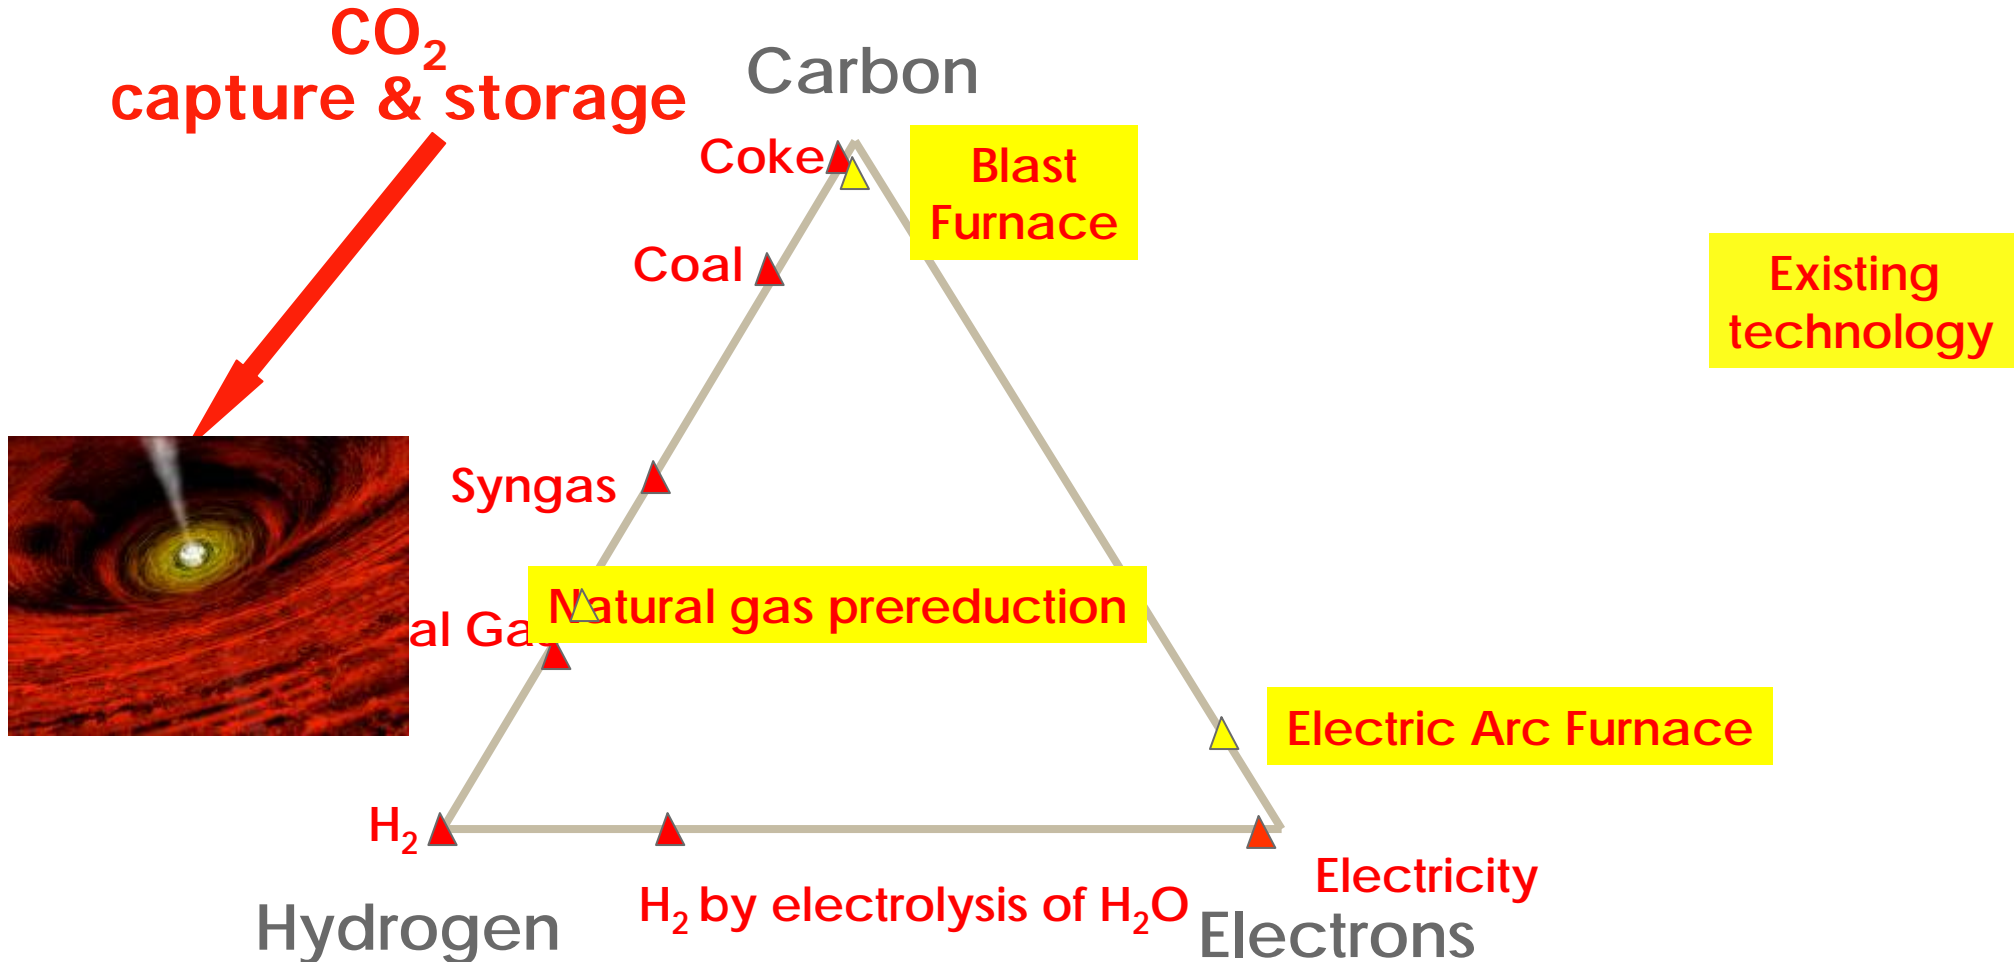 CO₂
capture & storage
Carbon
Coke
Blast
Furnace
Coal
Existing
technology
Syngas
Natural gas prereduction
al Gas
Electric Arc Furnace
H₂
Electricity
H₂ by electrolysis of H₂O
Hydrogen
Electrons